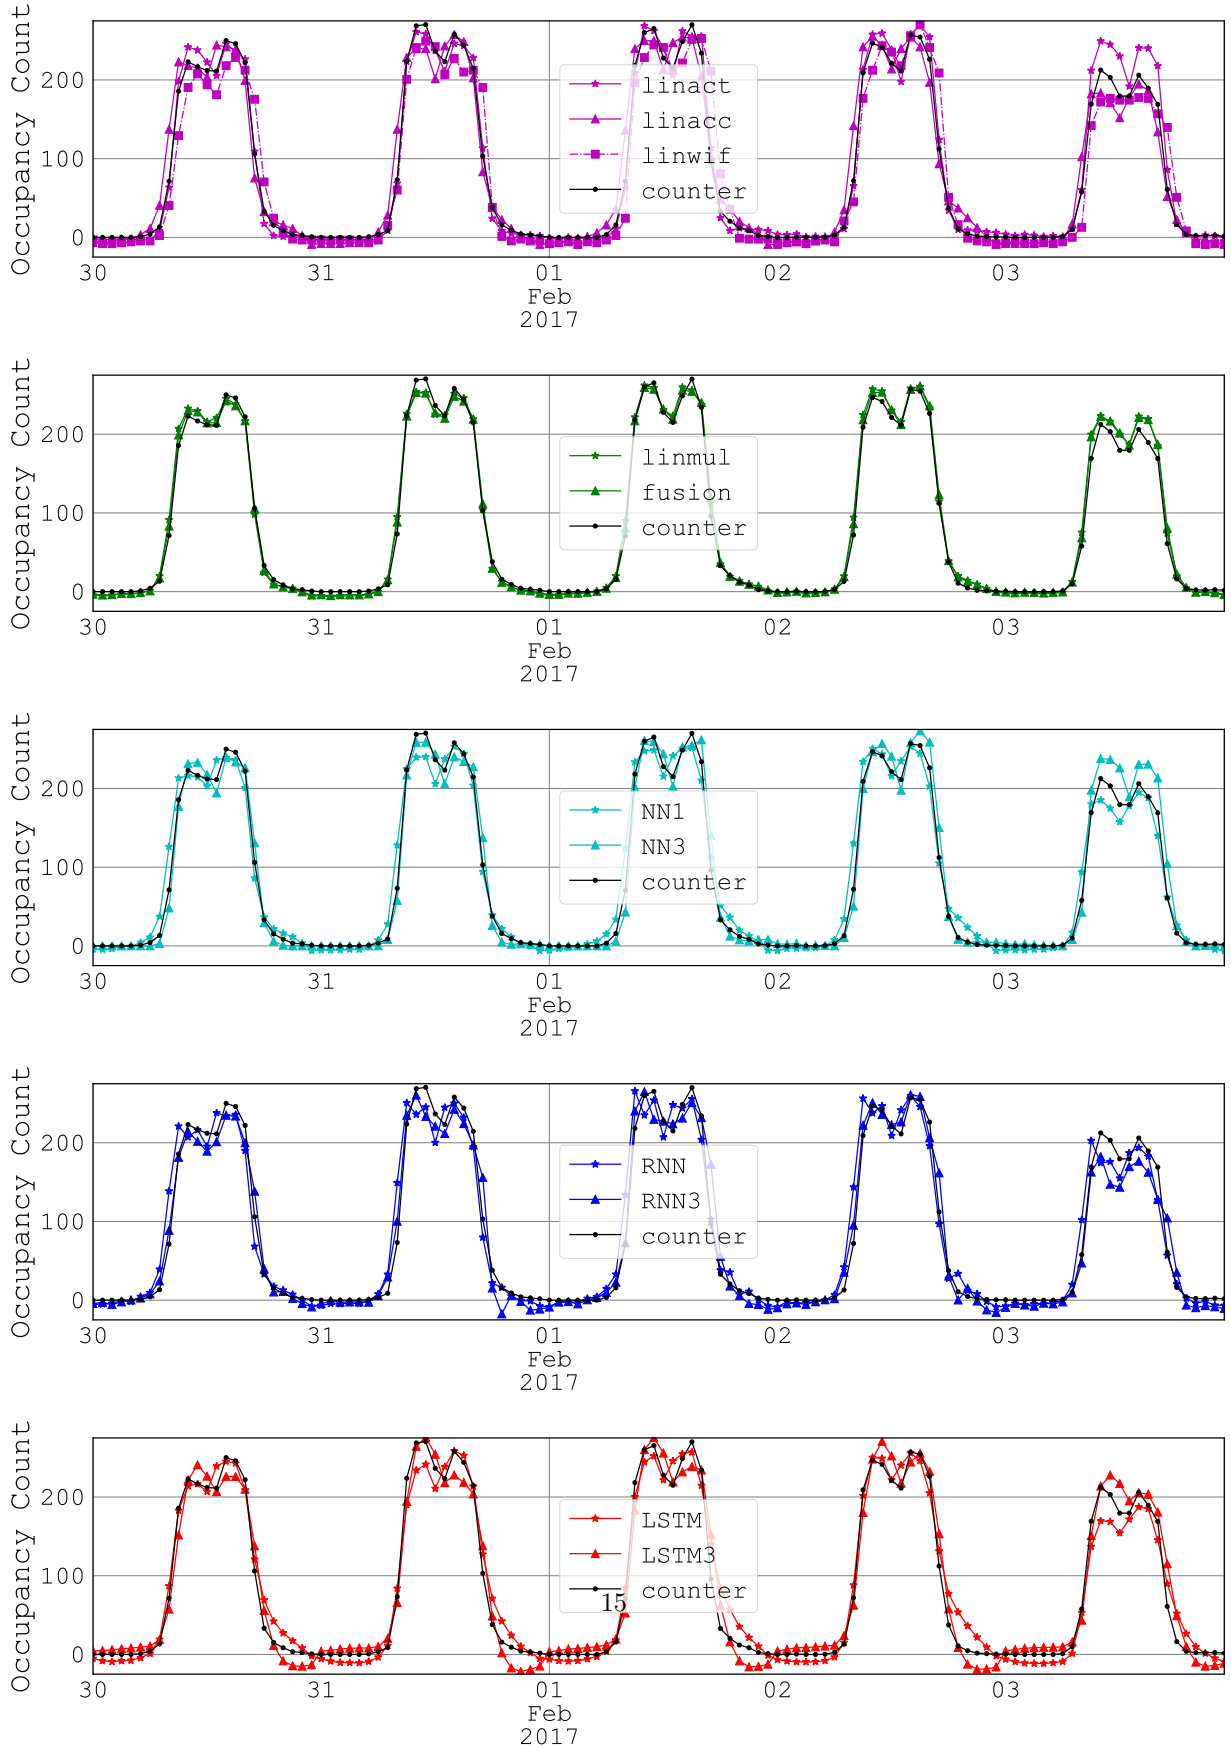 Occupancy Count
200
100
0
linact
linacc
linwif
counter
30 31 01 02 03
Feb
2017
Occupancy Count
200
100
0
linmul
fusion
counter
30 31 01 02 03
Feb
2017
Occupancy Count
200
100
0
NN1
NN3
counter
30 31 01 02 03
Feb
2017
Occupancy Count
200
100
0
RNN
RNN3
counter
30 31 01 02 03
Feb
2017
Occupancy Count
200
100
0
LSTM
LSTM3
counter
15
30 31 01 02 03
Feb
2017